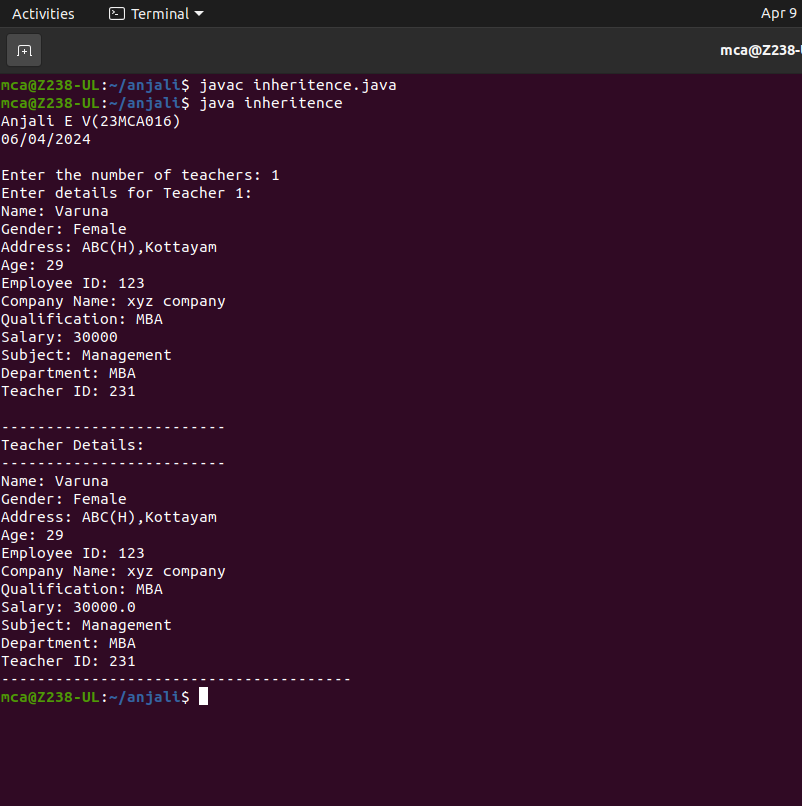 Activities Terminal Apr 9
mca@Z238-U
mca@Z238-UL:~/anjali$ javac inheritence.java
mca@Z238-UL:~/anjali$ java inheritence
Anjali E V(23MCA016)
06/04/2024
Enter the number of teachers: 1
Enter details for Teacher 1:
Name: Varuna
Gender: Female
Address: ABC(H),Kottayam
Age: 29
Employee ID: 123
Company Name: xyz company
Qualification: MBA
Salary: 30000
Subject: Management
Department: MBA
Teacher ID: 231
-------------------------
Teacher Details:
-------------------------
Name: Varuna
Gender: Female
Address: ABC(H),Kottayam
Age: 29
Employee ID: 123
Company Name: xyz company
Qualification: MBA
Salary: 30000.0
Subject: Management
Department: MBA
Teacher ID: 231
---------------------------------------
mca@Z238-UL:~/anjali$